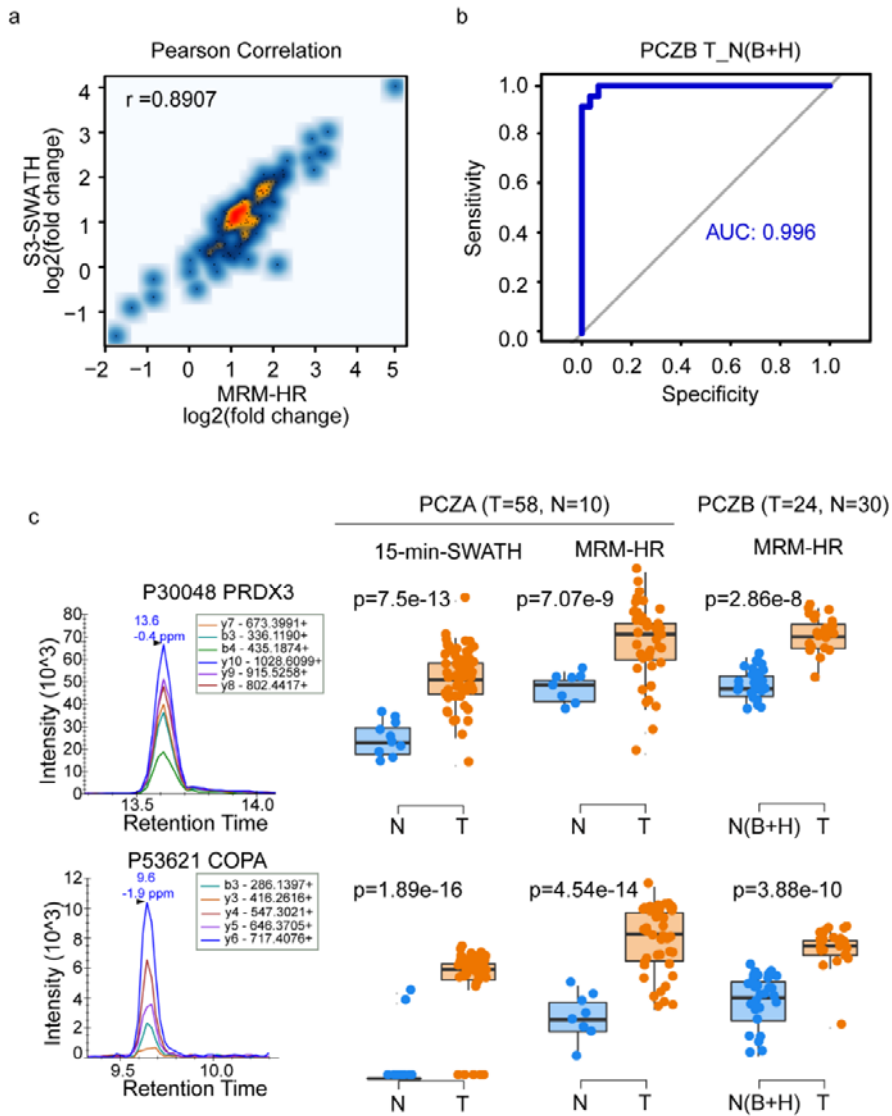 a
Pearson Correlation
r =0.8907
S3-SWATH
log2(fold change)
4
3
2
1
0
−1
−2 −1 0 1 2 3 4 5
MRM-HR
log2(fold change)
b
PCZB T_N(B+H)
Sensitivity
1.0
0.8
0.6
0.4
0.2
0.0
AUC: 0.996
0.0 0.2 0.4 0.6 0.8 1.0
Specificity
c
PCZA (T=58, N=10)
PCZB (T=24, N=30)
15-min-SWATH
MRM-HR
MRM-HR
P30048 PRDX3
Intensity (10^3)
80
70
60
50
40
30
20
10
0
13.6
-0.4 ppm
y7 - 673.3991+
b3 - 336.1190+
b4 - 435.1874+
y10 - 1028.6099+
y9 - 915.5258+
y8 - 802.4417+
13.5 14.0
Retention Time
p=7.5e-13
N T
p=7.07e-9
N T
p=2.86e-8
N(B+H) T
P53621 COPA
Intensity (10^3)
12
10
8
6
4
2
0
9.6
-1.9 ppm
b3 - 286.1397+
y3 - 416.2616+
y4 - 547.3021+
y5 - 646.3705+
y6 - 717.4076+
9.5 10.0
Retention Time
p=1.89e-16
N T
p=4.54e-14
N T
p=3.88e-10
N(B+H) T